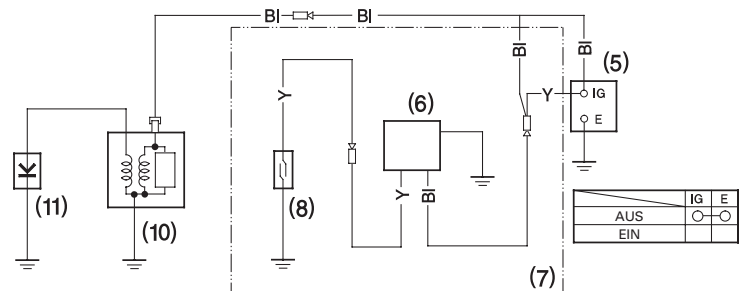 Bl Bl
Bl Bl
(5)
Y IG
E
Y
(6)
(8)
Y Bl
(11)
(10)
(7)
IG E
AUS
EIN